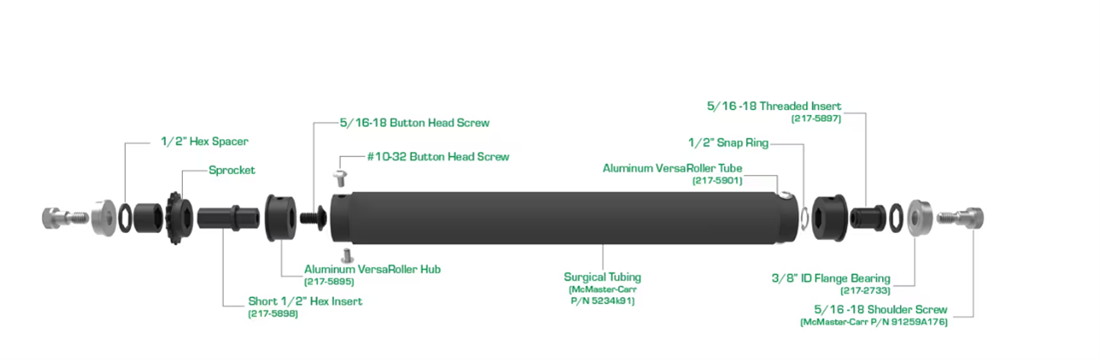 5/16 -18 Threaded Insert
(217-5897)
5/16-18 Button Head Screw
1/2" Hex Spacer
1/2" Snap Ring
#10-32 Button Head Screw
Sprocket
Aluminum VersaRoller Tube
(217-5901)
Aluminum VersaRoller Hub
(217-5895)
Surgical Tubing
(McMaster-Carr
P/N 5234k91)
3/8" ID Flange Bearing
(217-2733)
Short 1/2" Hex Insert
(217-5898)
5/16 -18 Shoulder Screw
(McMaster-Carr P/N 91259A176)